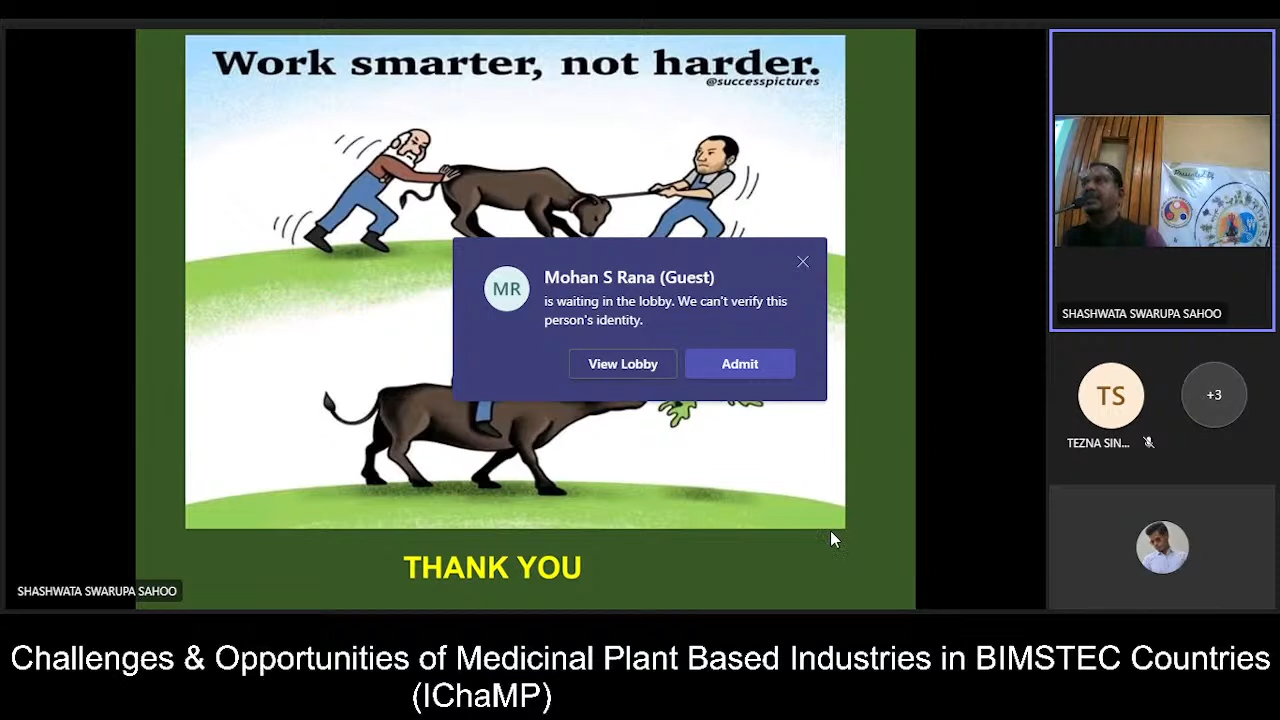 Work smarter, not harder.
@successpictures
MR
Mohan S Rana (Guest)
is waiting in the lobby. We can't verify this
person's identity.
View Lobby
Admit
THANK YOU
SHASHWATA SWARUPA SAHOO
Presented by
SHASHWATA SWARUPA SAHOO
TS
+3
TEZNA SIN...
Challenges & Opportunities of Medicinal Plant Based Industries in BIMSTEC Countries
(IChaMP)